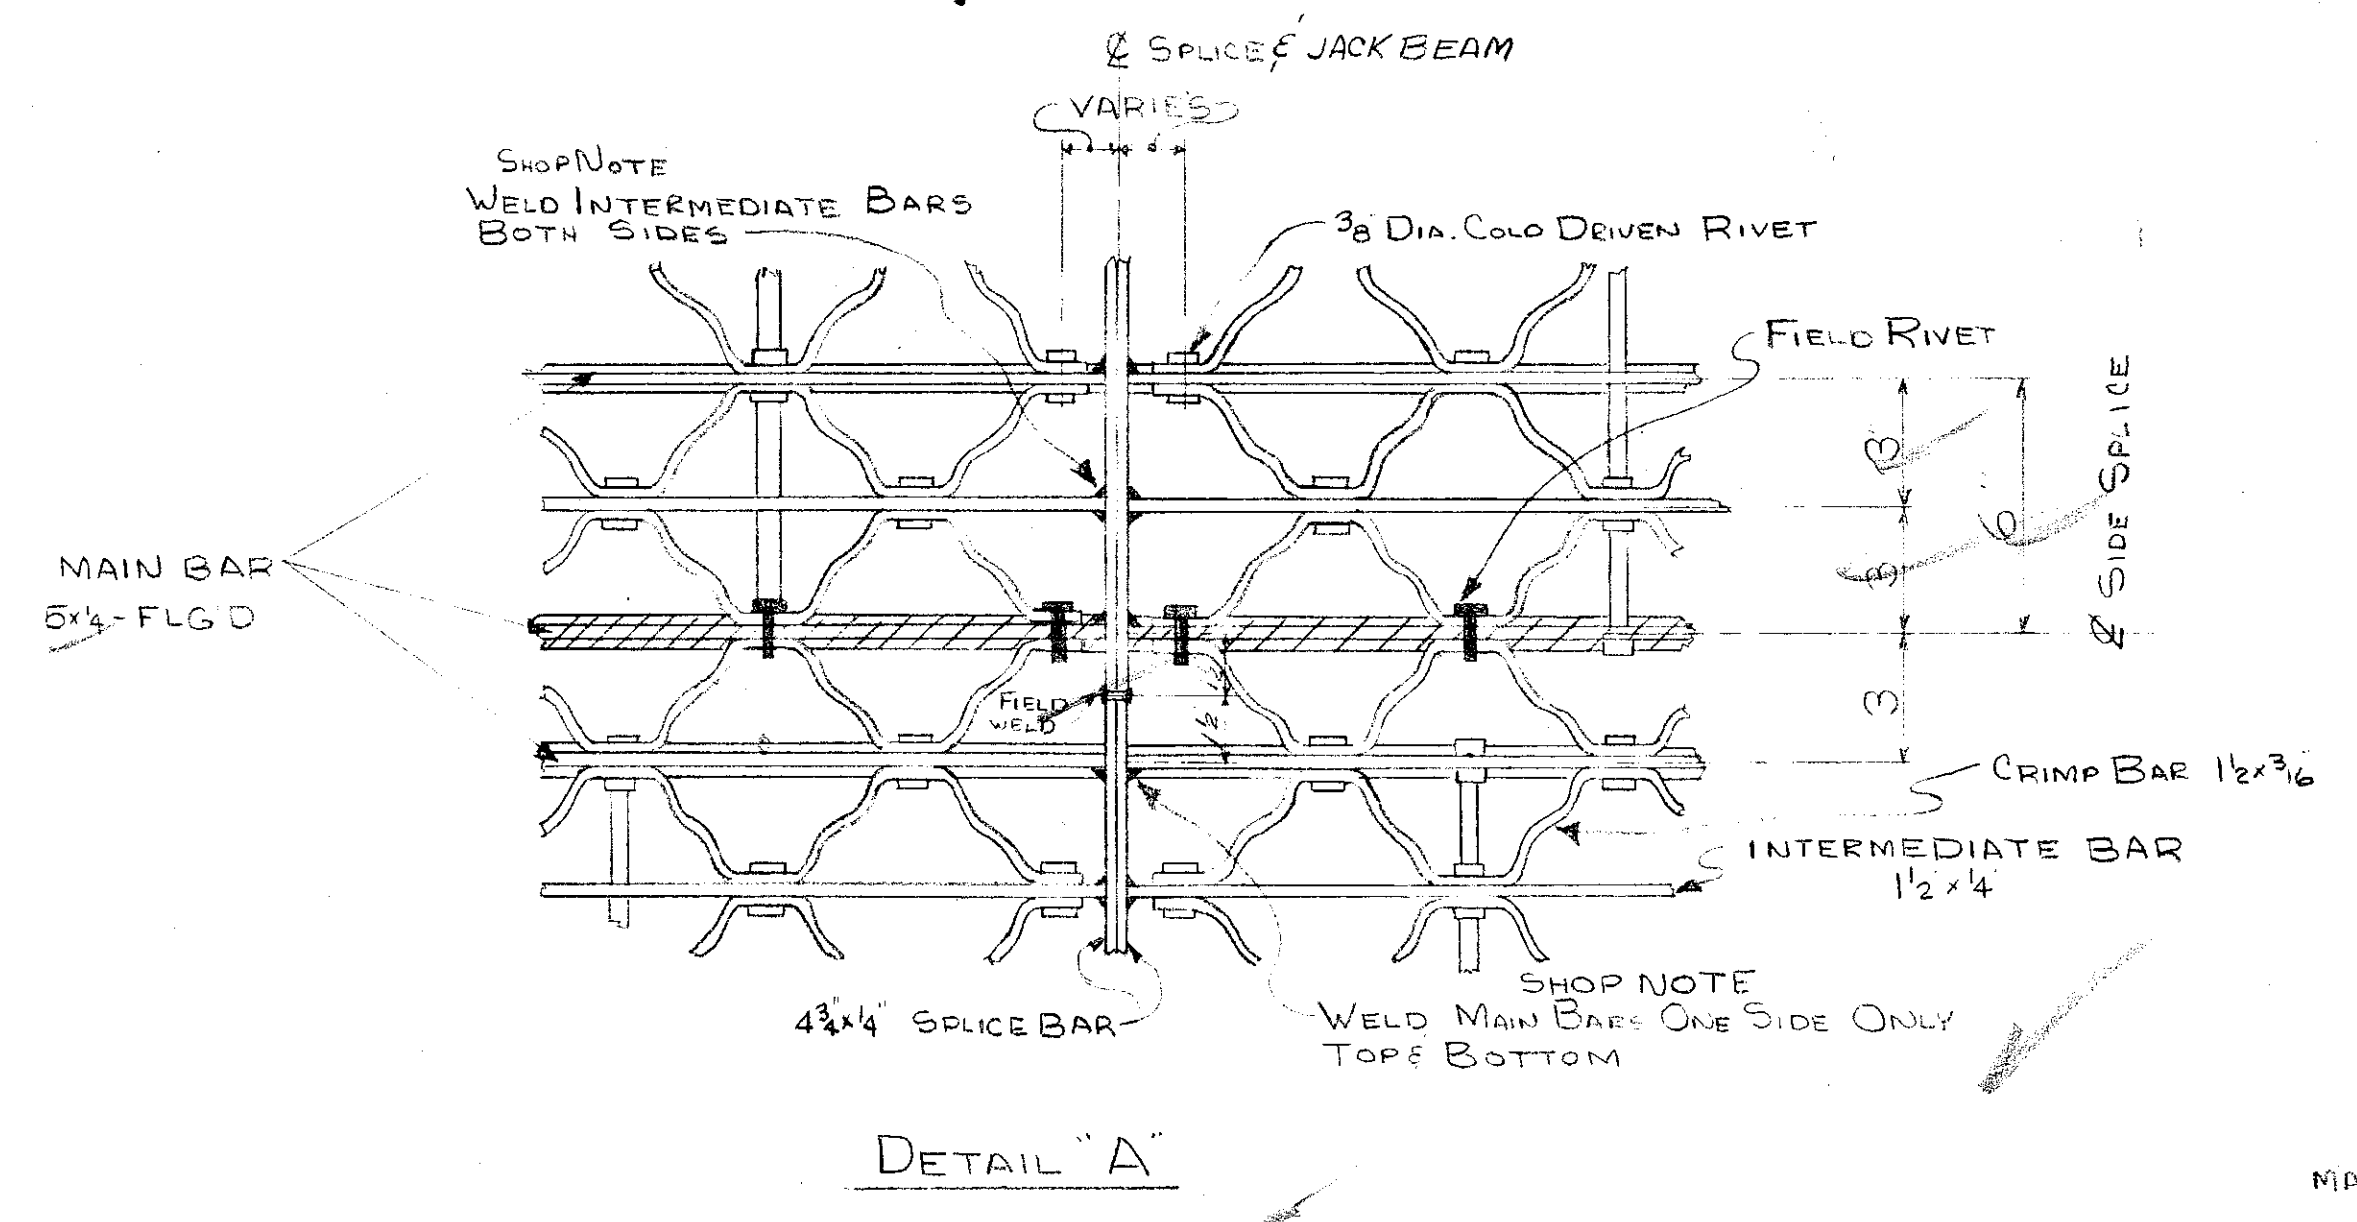 ℄ SPLICE & JACK BEAM
VARIES
SHOP NOTE
WELD INTERMEDIATE BARS
BOTH SIDES
3/8 DIA. COLD DRIVEN RIVET
FIELD RIVET
3
6
3
3
℄ SIDE SPLICE
MAIN BAR
5x1/4-FLG'D
FIELD
WELD
1 1/2
CRIMP BAR 1 1/2 x 3/16
INTERMEDIATE BAR
1 1/2 x 1/4
4 3/4" x 1/4" SPLICE BAR
SHOP NOTE
WELD MAIN BARS ONE SIDE ONLY
TOP & BOTTOM
DETAIL "A"